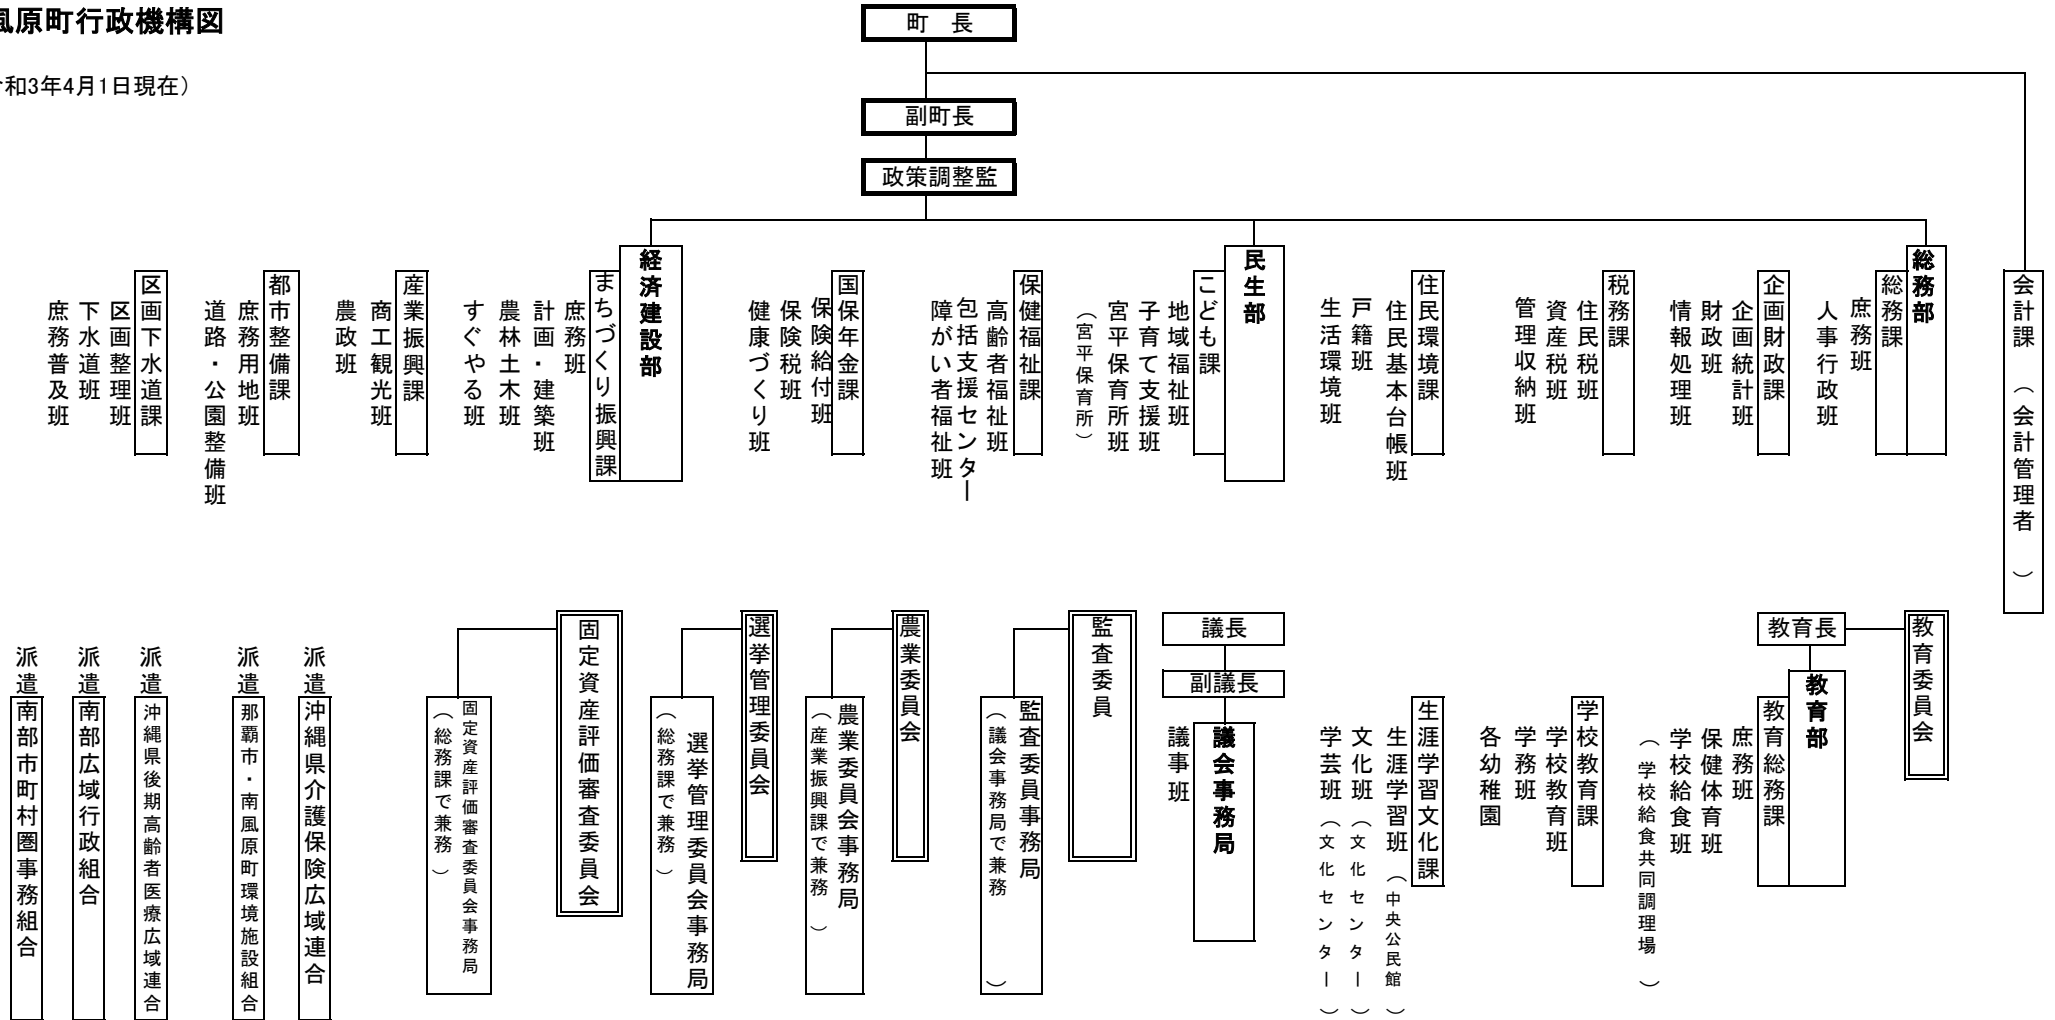 風原町行政機構図
令和3年4月1日現在）
町　長
副町長
政策調整監
会計課　（会計管理者　）
総務部
総務課
庶務班
人事行政班
企画財政課
企画統計班
財政班
情報処理班
税務課
住民税班
資産税班
管理収納班
住民環境課
住民基本台帳班
戸籍班
生活環境班
民生部
こども課
地域福祉班
子育て支援班
宮平保育所班
（宮平保育所）
保健福祉課
高齢者福祉班
包括支援センター
障がい者福祉班
国保年金課
保険給付班
保険税班
健康づくり班
経済建設部
まちづくり振興課
庶務班
計画・建築班
農林土木班
すぐやる班
産業振興課
商工観光班
農政班
都市整備課
庶務用地班
道路・公園整備班
区画下水道課
区画整理班
下水道班
庶務普及班
教育委員会
教育長
教育部
教育総務課
庶務班
保健体育班
学校給食班
（学校給食共同調理場　）
学校教育課
学校教育班
学務班
各幼稚園
生涯学習文化課
生涯学習班（中央公民館　）
文化班（文化センター）
学芸班（文化センター）
議長
副議長
議会事務局
議事班
監査委員
監査委員事務局
（議会事務局で兼務　）
農業委員会
農業委員会事務局
（産業振興課で兼務　）
選挙管理委員会
選挙管理委員会事務局
（総務課で兼務　）
固定資産評価審査委員会
固定資産評価審査委員会事務局
（総務課で兼務　）
派遣
沖縄県介護保険広域連合
派遣
那覇市・南風原町環境施設組合
派遣
沖縄県後期高齢者医療広域連合
派遣
南部広域行政組合
派遣
南部市町村圏事務組合